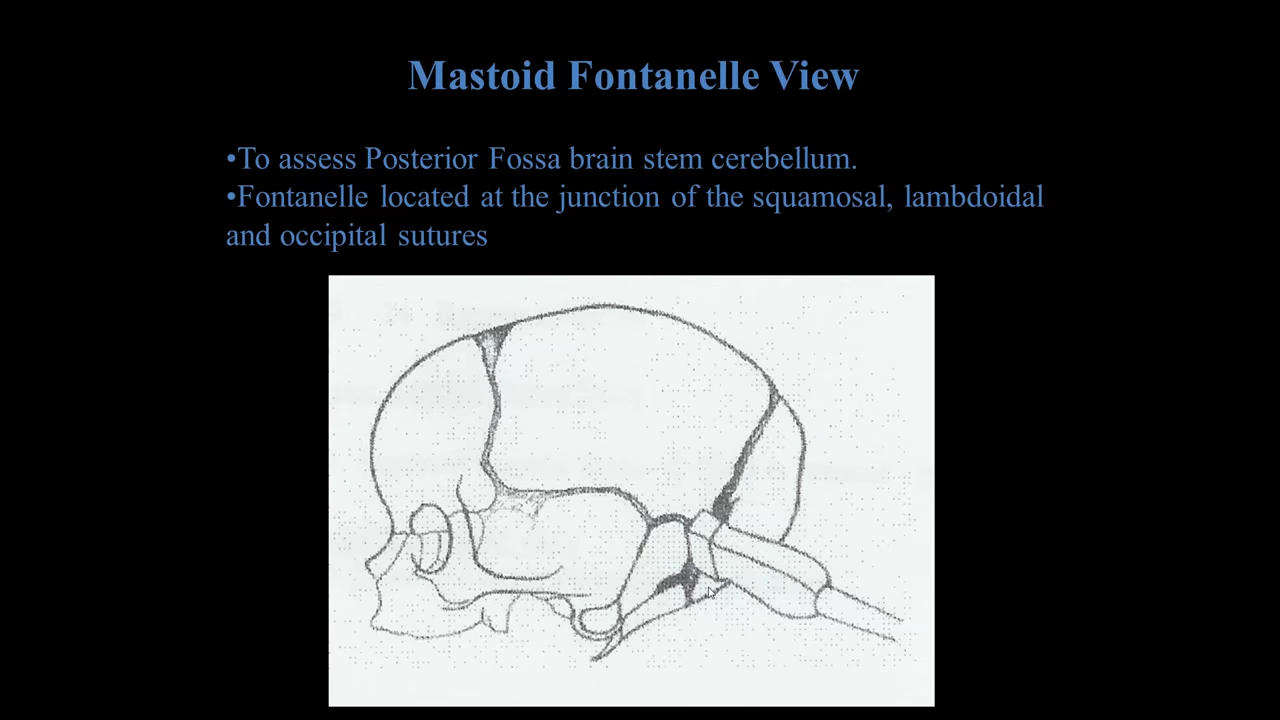 Mastoid Fontanelle View
•To assess Posterior Fossa brain stem cerebellum.
•Fontanelle located at the junction of the squamosal, lambdoidal
and occipital sutures